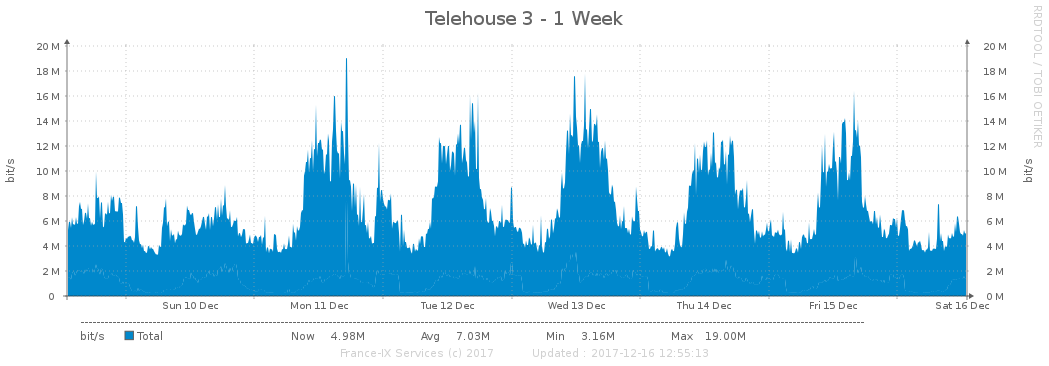 Telehouse 3 - 1 Week
RRDTOOL / TOBI OETIKER
20 M 20 M
18 M 18 M
16 M 16 M
14 M 14 M
12 M 12 M
10 M 10 M
8 M 8 M
6 M 6 M
4 M 4 M
2 M 2 M
0 0 M
bit/s bit/s
Sun 10 Dec Mon 11 Dec Tue 12 Dec Wed 13 Dec Thu 14 Dec Fri 15 Dec Sat 16 Dec
bit/s Total Now 4.98M Avg 7.03M Min 3.16M Max 19.00M
France-IX Services (c) 2017 Updated : 2017-12-16 12:55:13